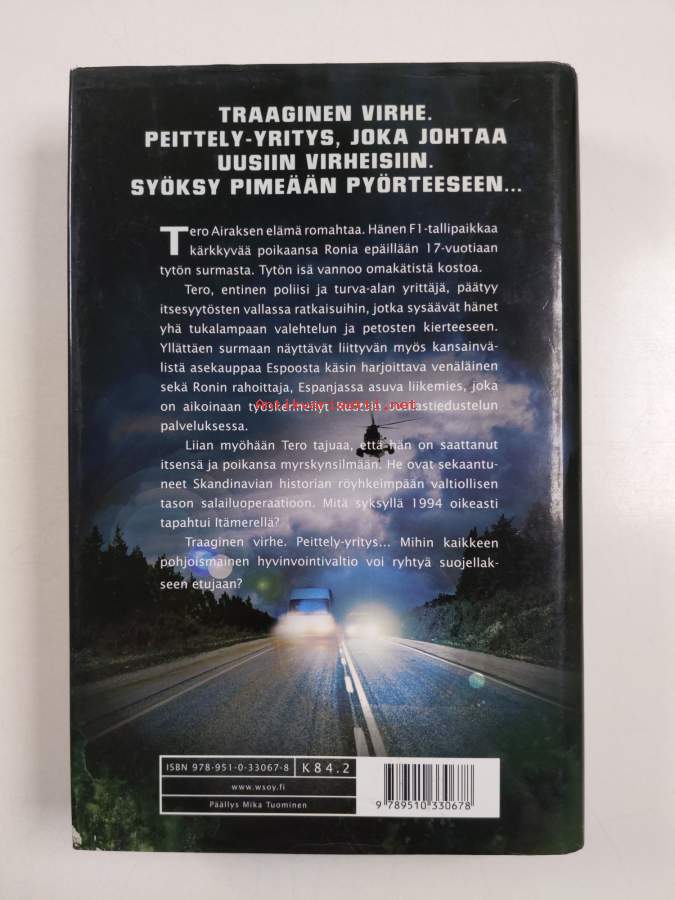 TRAAGINEN VIRHE.
PEITTELY-YRITYS, JOKA JOHTAA
UUSIIN VIRHEISIIN.
SYÖKSY PIMEÄÄN PYÖRTEESEEN...
Tero Airaksen elämä romahtaa. Hänen F1-tallipaikkaa
kärkkyvää poikaansa Ronia epäillään 17-vuotiaan
tytön surmasta. Tytön isä vannoo omakätistä kostoa.
Tero, entinen poliisi ja turva-alan yrittäjä, päätyy
itsesyytösten vallassa ratkaisuihin, jotka sysäävät hänet
yhä tukalampaan valehtelun ja petosten kierteeseen.
Yllättäen surmaan näyttävät liittyvän myös kansainvä-
listä asekauppaa Espoosta käsin harjoittava venäläinen
sekä Ronin rahoittaja, Espanjassa asuva liikemies, joka
on aikoinaan työskennellyt Ruotsin
palveluksessa.
Liian myöhään Tero tajuaa, että hän on saattanut
itsensä ja poikansa myrskynsilmään. He ovat sekaantu-
neet Skandinavian historian röyhkeimpään valtiollisen
tason salailuoperaatioon. Mitä syksyllä 1994 oikeasti
tapahtui Itämerellä?
Traaginen virhe. Peittely-yritys... Mihin kaikkeen
pohjoismainen hyvinvointivaltio voi ryhtyä suojellak-
seen etujaan?
ISBN 978-951-0-33067-8 K 84.2
www.wsoy.fi
Päällys Mika Tuominen
9 789510 330678